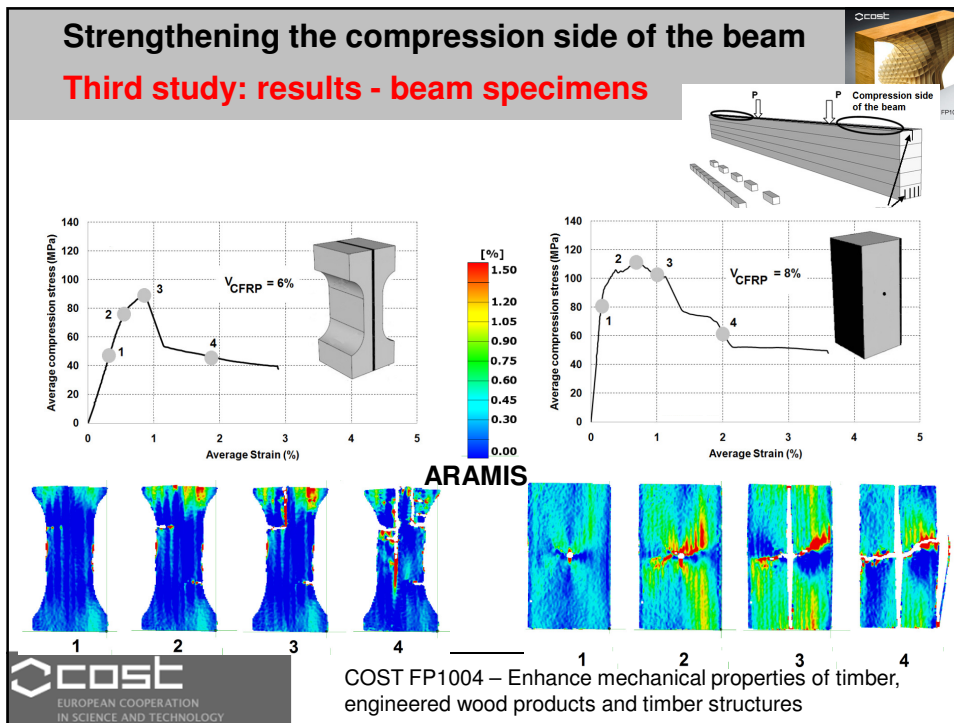 Strengthening the compression side of the beam
Third study: results - beam specimens
cost
FP10
P
P
Compression side
of the beam
Average compression stress (MPa)
140
120
100
80
60
40
20
0
0
1
2
3
4
5
Average Strain (%)
V CFRP = 6%
1
2
3
4
[%]
1.50
1.20
1.05
0.90
0.75
0.60
0.45
0.30
0.00
Average compression stress (MPa)
140
120
100
80
60
40
20
0
0
1
2
3
4
5
Average Strain (%)
V CFRP = 8%
1
2
3
4
ARAMIS
1
2
3
4
1
2
3
4
cost
EUROPEAN COOPERATION
IN SCIENCE AND TECHNOLOGY
COST FP1004 – Enhance mechanical properties of timber,
engineered wood products and timber structures